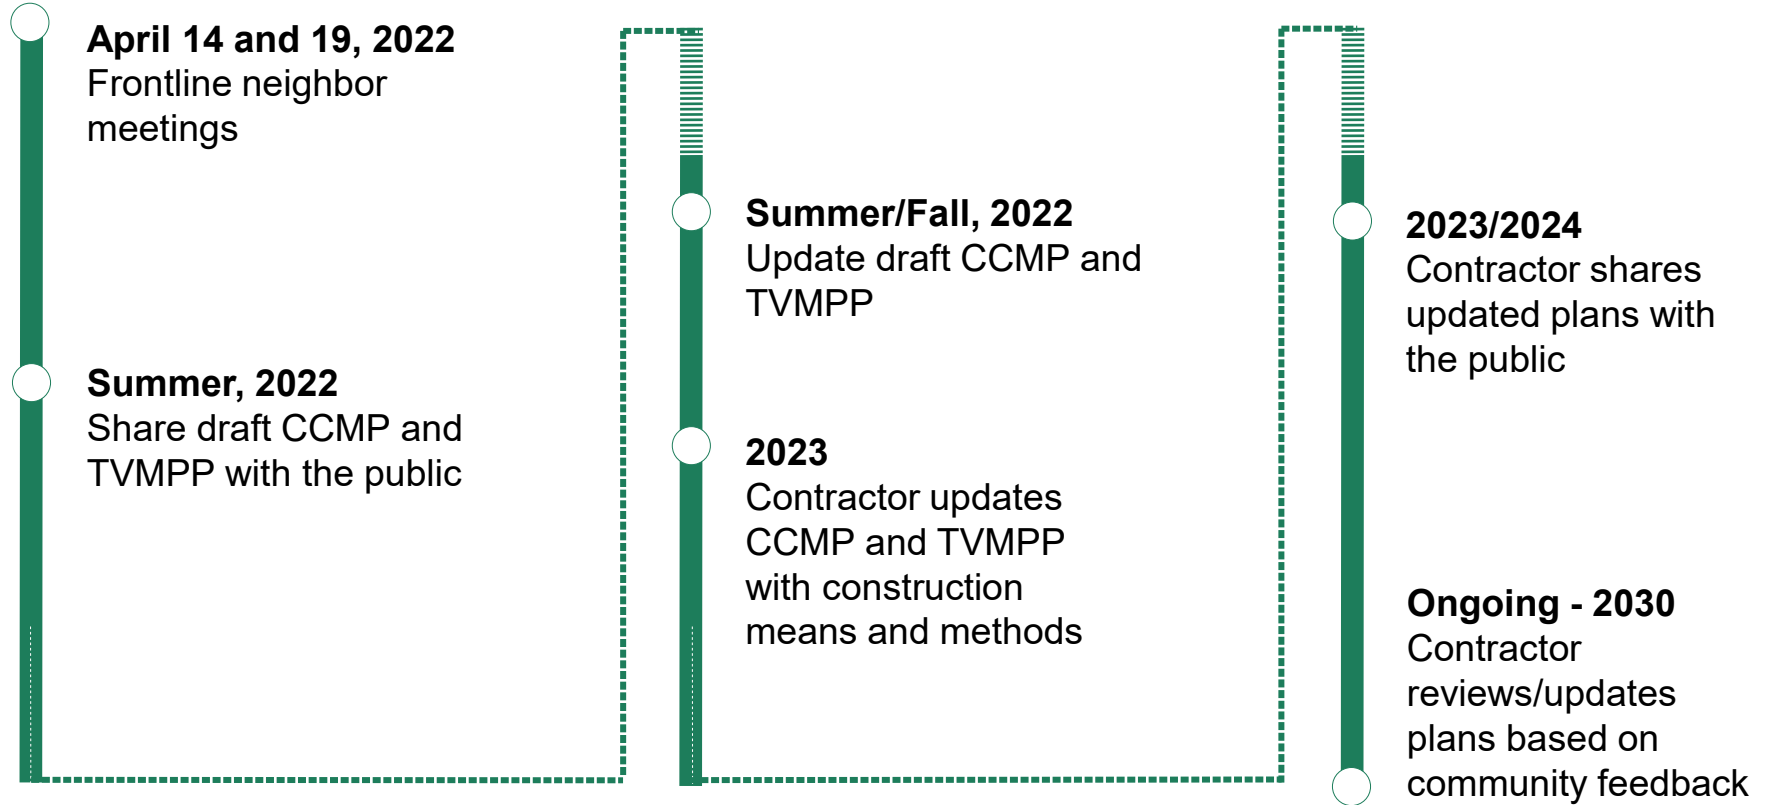 April 14 and 19, 2022
Frontline neighbor
meetings
Summer, 2022
Share draft CCMP and
TVMPP with the public
Summer/Fall, 2022
Update draft CCMP and
TVMPP
2023
Contractor updates
CCMP and TVMPP
with construction
means and methods
2023/2024
Contractor shares
updated plans with
the public
Ongoing - 2030
Contractor
reviews/updates
plans based on
community feedback